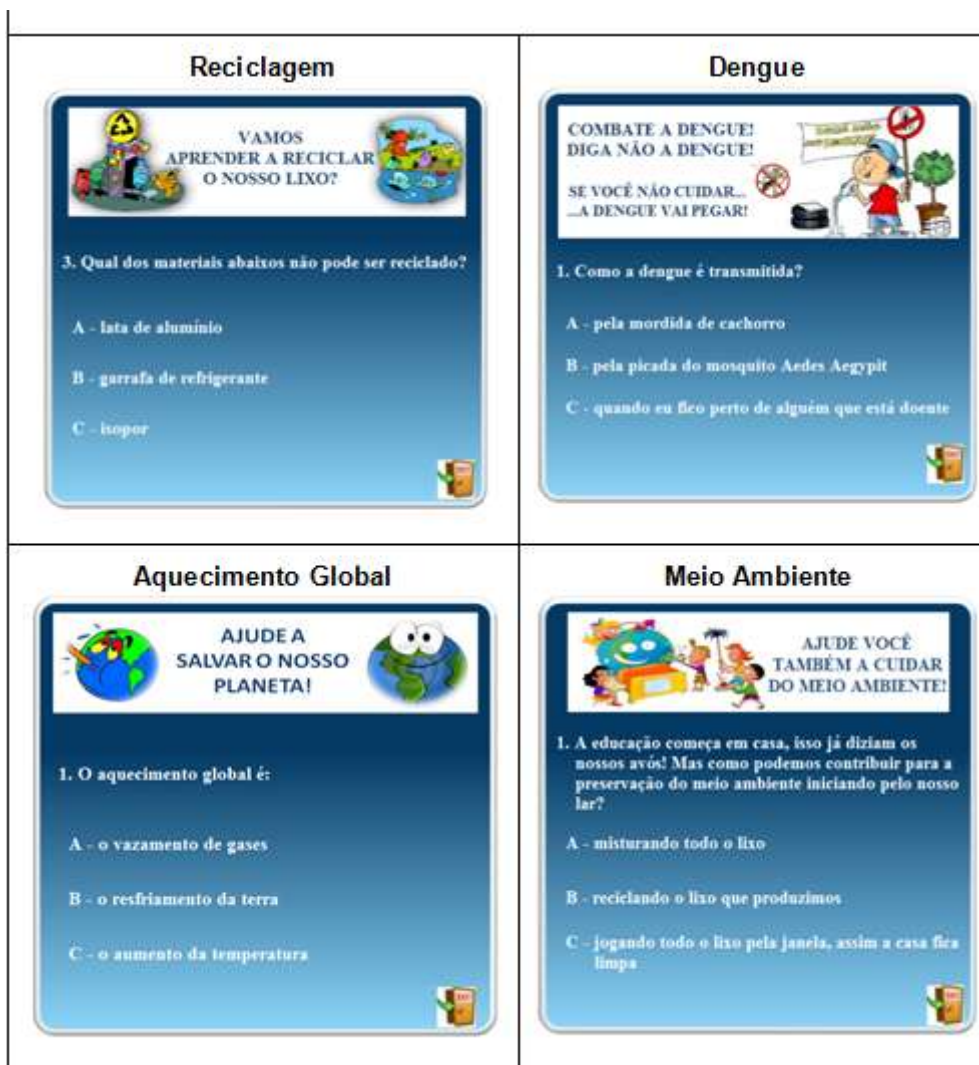 Reciclagem
VAMOS
APRENDER A RECICLAR
O NOSSO LIXO?
3. Qual dos materiais abaixos não pode ser reciclado?
A - lata de alumínio
B - garrafa de refrigerante
C - isopor
Dengue
COMBATE A DENGUE!
DIGA NÃO A DENGUE!
SE VOCÊ NÃO CUIDAR...
...A DENGUE VAI PEGAR!
1. Como a dengue é transmitida?
A - pela mordida de cachorro
B - pela picada do mosquito Aedes Aegypit
C - quando eu fico perto de alguém que está doente
Aquecimento Global
AJUDE A
SALVAR O NOSSO
PLANETA!
1. O aquecimento global é:
A - o vazamento de gases
B - o resfriamento da terra
C - o aumento da temperatura
Meio Ambiente
AJUDE VOCÊ
TAMBÉM A CUIDAR
DO MEIO AMBIENTE!
1. A educação começa em casa, isso já diziam os
nossos avós! Mas como podemos contribuir para a
preservação do meio ambiente iniciando pelo nosso
lar?
A - misturando todo o lixo
B - reciclando o lixo que produzimos
C - jogando todo o lixo pela janela, assim a casa fica
limpa